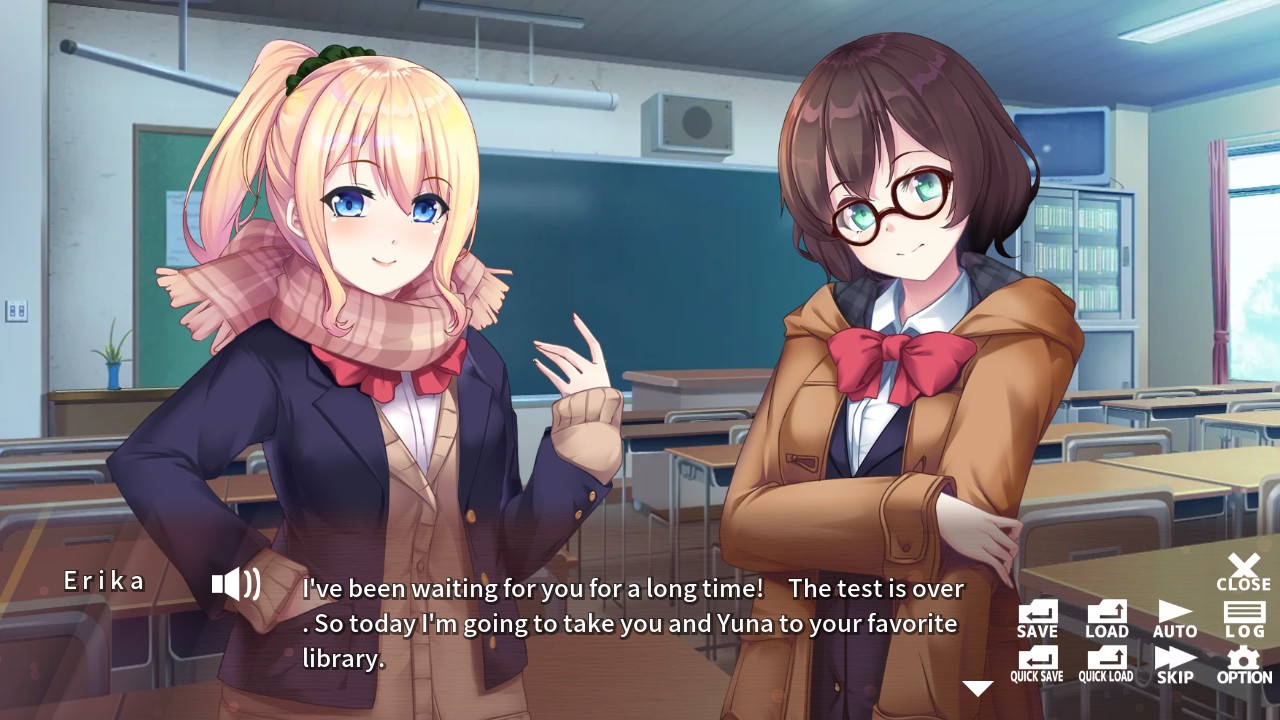 Erika
I've been waiting for you for a long time!　The test is over
. So today I'm going to take you and Yuna to your favorite
library.
CLOSE
SAVE LOAD AUTO LOG
QUICK SAVE QUICK LOAD SKIP OPTION